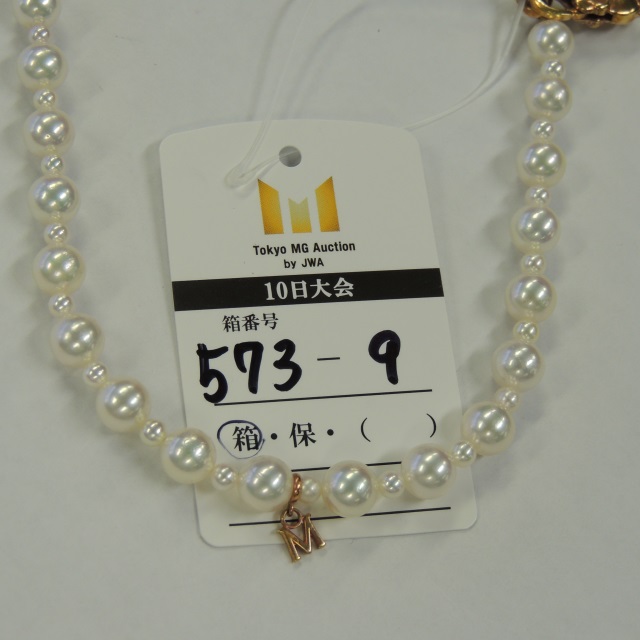 Tokyo MG Auction
by JWA
10日大会
箱番号
573-9
箱・保・(　　)
M